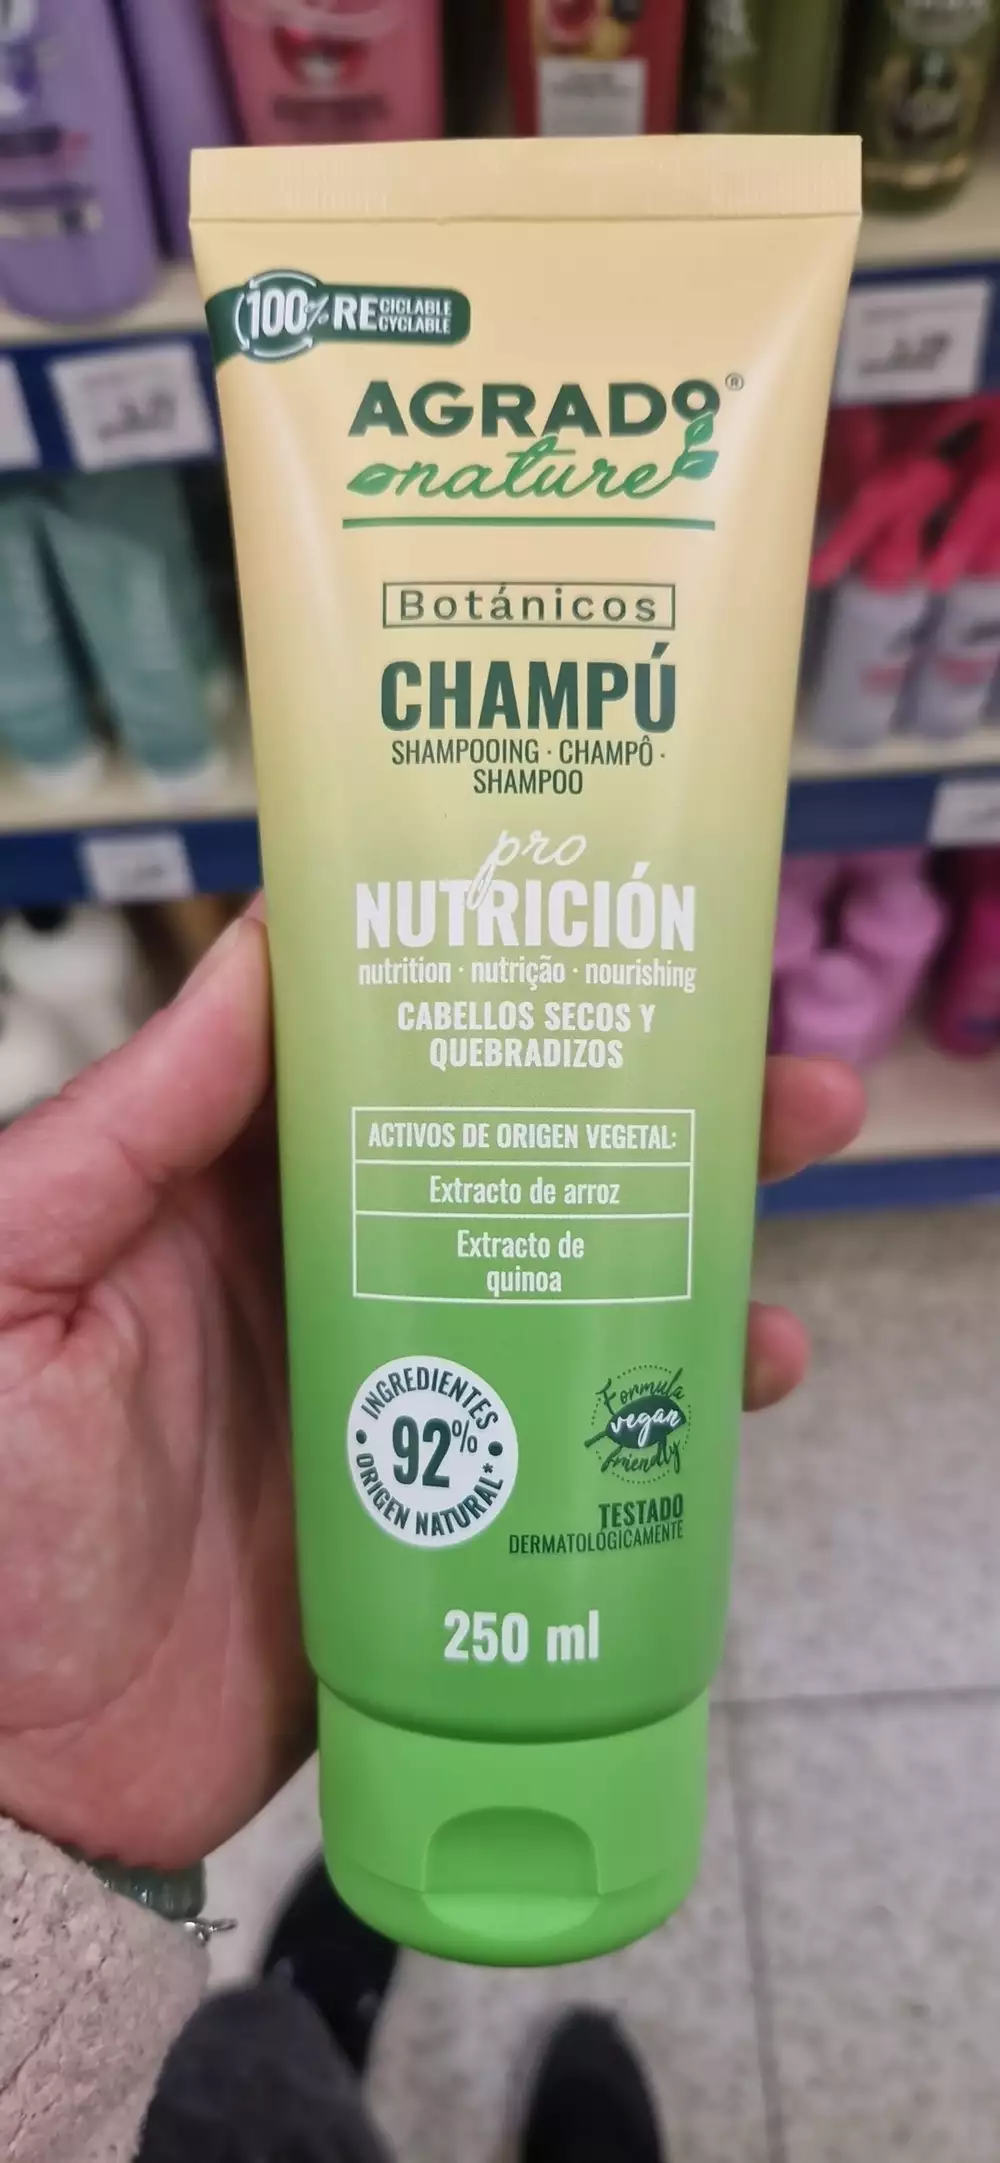 100% RECICLABLE
RECYCLABLE
AGRADO®
nature
Botánicos
CHAMPÚ
SHAMPOOING · CHAMPÔ ·
SHAMPOO
pro
NUTRICIÓN
nutrition · nutrição · nourishing
CABELLOS SECOS Y
QUEBRADIZOS
ACTIVOS DE ORIGEN VEGETAL:
Extracto de arroz
Extracto de
quinoa
INGREDIENTES
92%
ORIGEN NATURAL*
Formula
vegan
friendly
TESTADO
DERMATOLÓGICAMENTE
250 ml